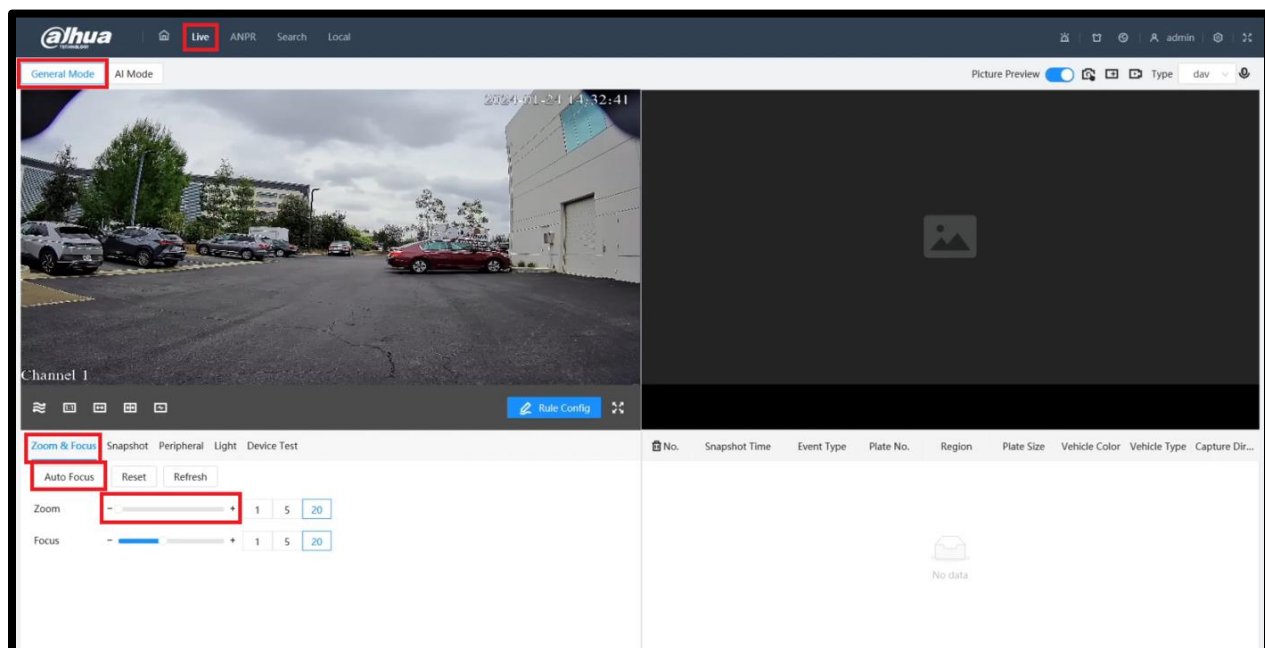 alhua
TECHNOLOGY
Live ANPR Search Local
admin
General Mode AI Mode
Picture Preview Type dav
2024-01-24 14:32:41
Channel 1
1:1
Rule Config
Zoom & Focus Snapshot Peripheral Light Device Test
Auto Focus Reset Refresh
Zoom - + 1 5 20
Focus - + 1 5 20
No. Snapshot Time Event Type Plate No. Region Plate Size Vehicle Color Vehicle Type Capture Dir...
No data